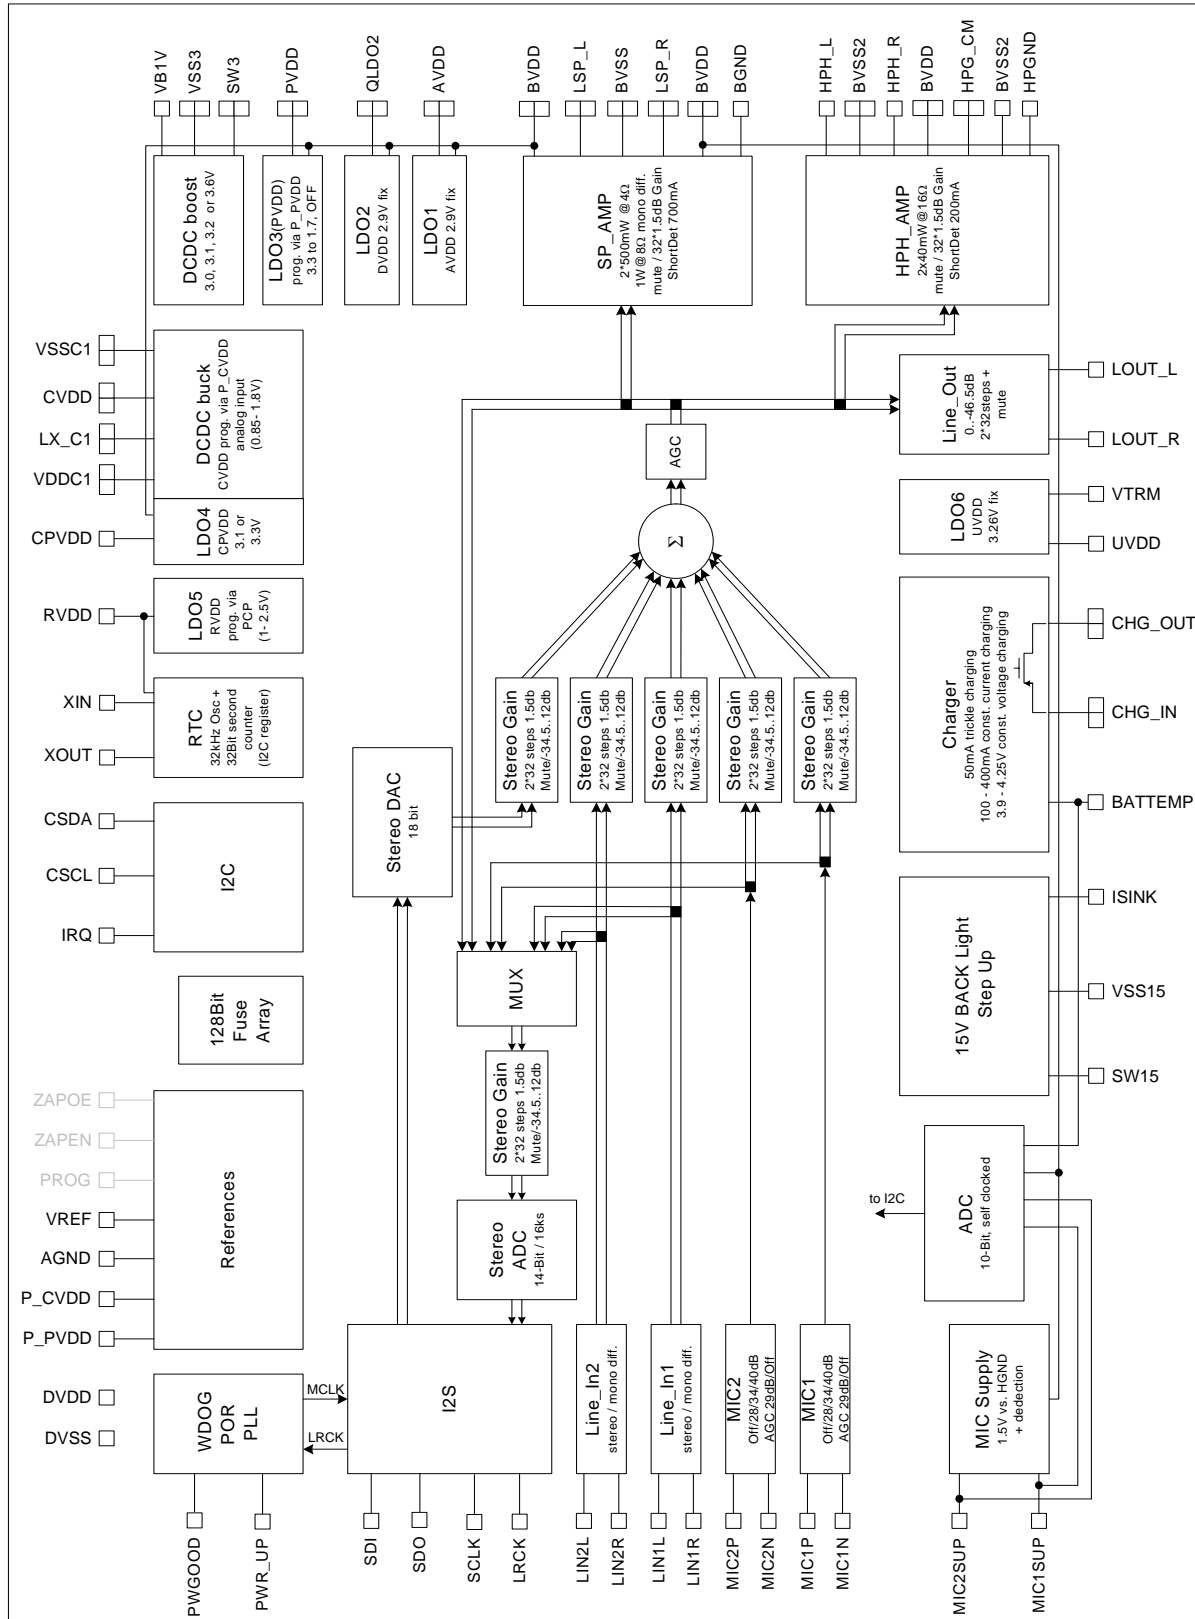 VB1V
VSS3
SW3
PVDD
QLDO2
AVDD
BVDD
LSP_L
BVSS
LSP_R
BVDD
BGND
HPH_L
BVSS2
HPH_R
BVDD
HPG_CM
BVSS2
HPGND
DCDC boost
3.0, 3.1, 3.2 or 3.6V
LDO3(PVDD)
prog. via P_PVDD
3.3 to 1.7, OFF
LDO2
DVDD 2.9V fix
LDO1
AVDD 2.9V fix
SP_AMP
2*500mW @4Ω
1W@8Ω mono diff.
mute / 32*1.5dB Gain
ShortDet 700mA
HPH_AMP
2x40mW @16Ω
mute / 32*1.5dB Gain
ShortDet 200mA
VSSC1
CVDD
LX_C1
VDDC1
CPVDD
DCDC buck
CVDD prog. via P_CVDD
analog input
(0.85- 1.8V)
LDO4
CPVDD
3.1 or
3.3V
Line_Out
0..-46.5dB
2*32steps +
mute
LOUT_L
LOUT_R
AGC
Σ
LDO6
UVDD
3.26V fix
VTRM
UVDD
RVDD
LDO5
RVDD
prog. via
PCP
(1- 2.5V)
XIN
XOUT
RTC
32kHz Osc +
32Bit second
counter
(I2C register)
Stereo DAC
18 bit
Stereo Gain
2*32 steps 1.5db
Mute/-34.5..12db
Stereo Gain
2*32 steps 1.5db
Mute/-34.5..12db
Stereo Gain
2*32 steps 1.5db
Mute/-34.5..12db
Stereo Gain
2*32 steps 1.5db
Mute/-34.5..12db
Stereo Gain
2*32 steps 1.5db
Mute/-34.5..12db
Charger
50mA trickle charging
100 - 400mA const. current charging
3.9 - 4.25V const. voltage charging
CHG_OUT
CHG_IN
BATTEMP
CSDA
CSCL
IRQ
I2C
128Bit
Fuse
Array
MUX
Stereo Gain
2*32 steps 1.5db
Mute/-34.5..12db
15V BACK Light
Step Up
ISINK
VSS15
SW15
ZAPOE
ZAPEN
PROG
VREF
AGND
P_CVDD
P_PVDD
References
Stereo
ADC
14-Bit / 16ks
to I2C
ADC
10-Bit, self clocked
DVDD
DVSS
WDOG
POR
PLL
MCLK
LRCK
I2S
Line_In2
stereo / mono diff.
Line_In1
stereo / mono diff.
MIC2
Off/28/34/40dB
AGC 29dB/Off
MIC1
Off/28/34/40dB
AGC 29dB/Off
MIC Supply
1.5V vs. HGND
+ dedection
PWGOOD
PWR_UP
SDI
SDO
SCLK
LRCK
LIN2L
LIN2R
LIN1L
LIN1R
MIC2P
MIC2N
MIC1P
MIC1N
MIC2SUP
MIC1SUP